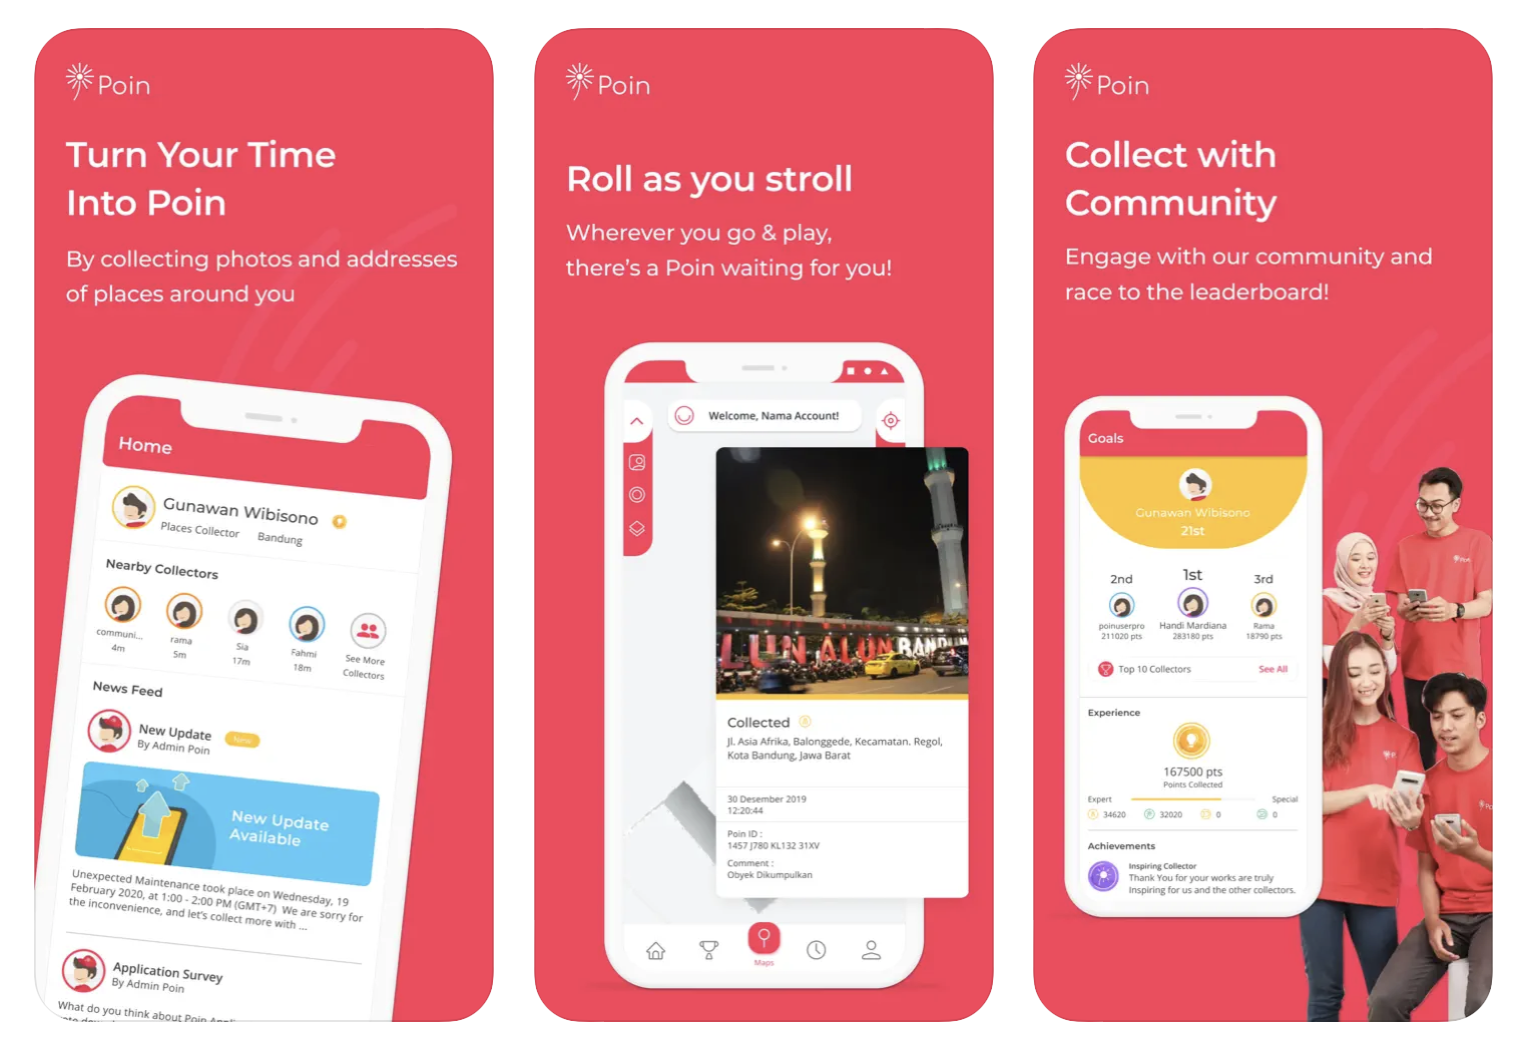 Poin
Turn Your Time
Into Poin
By collecting photos and addresses
of places around you
Home
Gunawan Wibisono
Places Collector Bandung
Nearby Collectors
communi...
4m
rama
5m
Sia
17m
Fahmi
18m
See More
Collectors
News Feed
New Update New
By Admin Poin
New Update
Available
Unexpected Maintenance took place on Wednesday, 19
February 2020, at 1:00 - 2:00 PM (GMT+7) We are sorry for
the inconvenience, and let's collect more with ...
Application Survey
By Admin Poin
What do you think about Poin
Poin
Roll as you stroll
Wherever you go & play,
there's a Poin waiting for you!
Welcome, Nama Account!
ALUN ALUN BANDUNG
Collected
Jl. Asia Afrika, Balonggede, Kecamatan. Regol,
Kota Bandung, Jawa Barat
30 Desember 2019
12:20:44
Poin ID :
1457 J780 KL132 31XV
Comment :
Obyek Dikumpulkan
Maps
Poin
Collect with
Community
Engage with our community and
race to the leaderboard!
Goals
Gunawan Wibisono
21st
2nd
poinuserpro
211020 pts
1st
Handi Mardiana
283180 pts
3rd
Rama
18790 pts
Top 10 Collectors See All
Experience
167500 pts
Points Collected
Expert Special
34620 32020 0 0
Achievements
Inspiring Collector
Thank You for your works are truly
Inspiring for us and the other collectors.
Poin